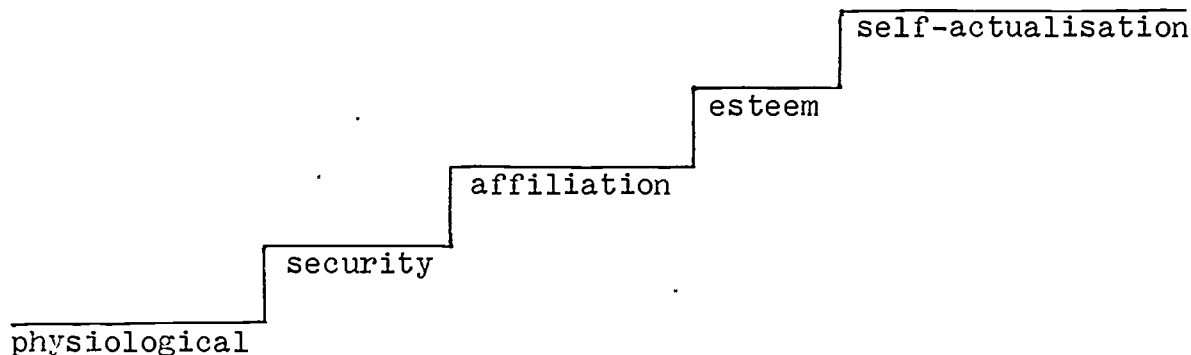 self-actualisation
esteem
affiliation
security
physiological